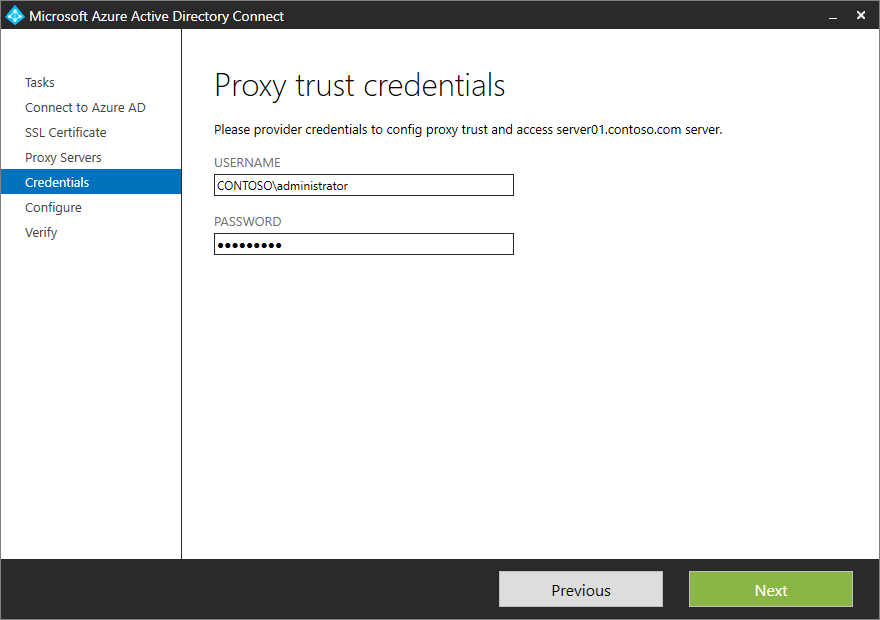 Microsoft Azure Active Directory Connect
Tasks
Connect to Azure AD
SSL Certificate
Proxy Servers
Credentials
Configure
Verify
Proxy trust credentials
Please provider credentials to config proxy trust and access server01.contoso.com server.
USERNAME
CONTOSO\administrator
PASSWORD
●●●●●●●●●
Previous
Next